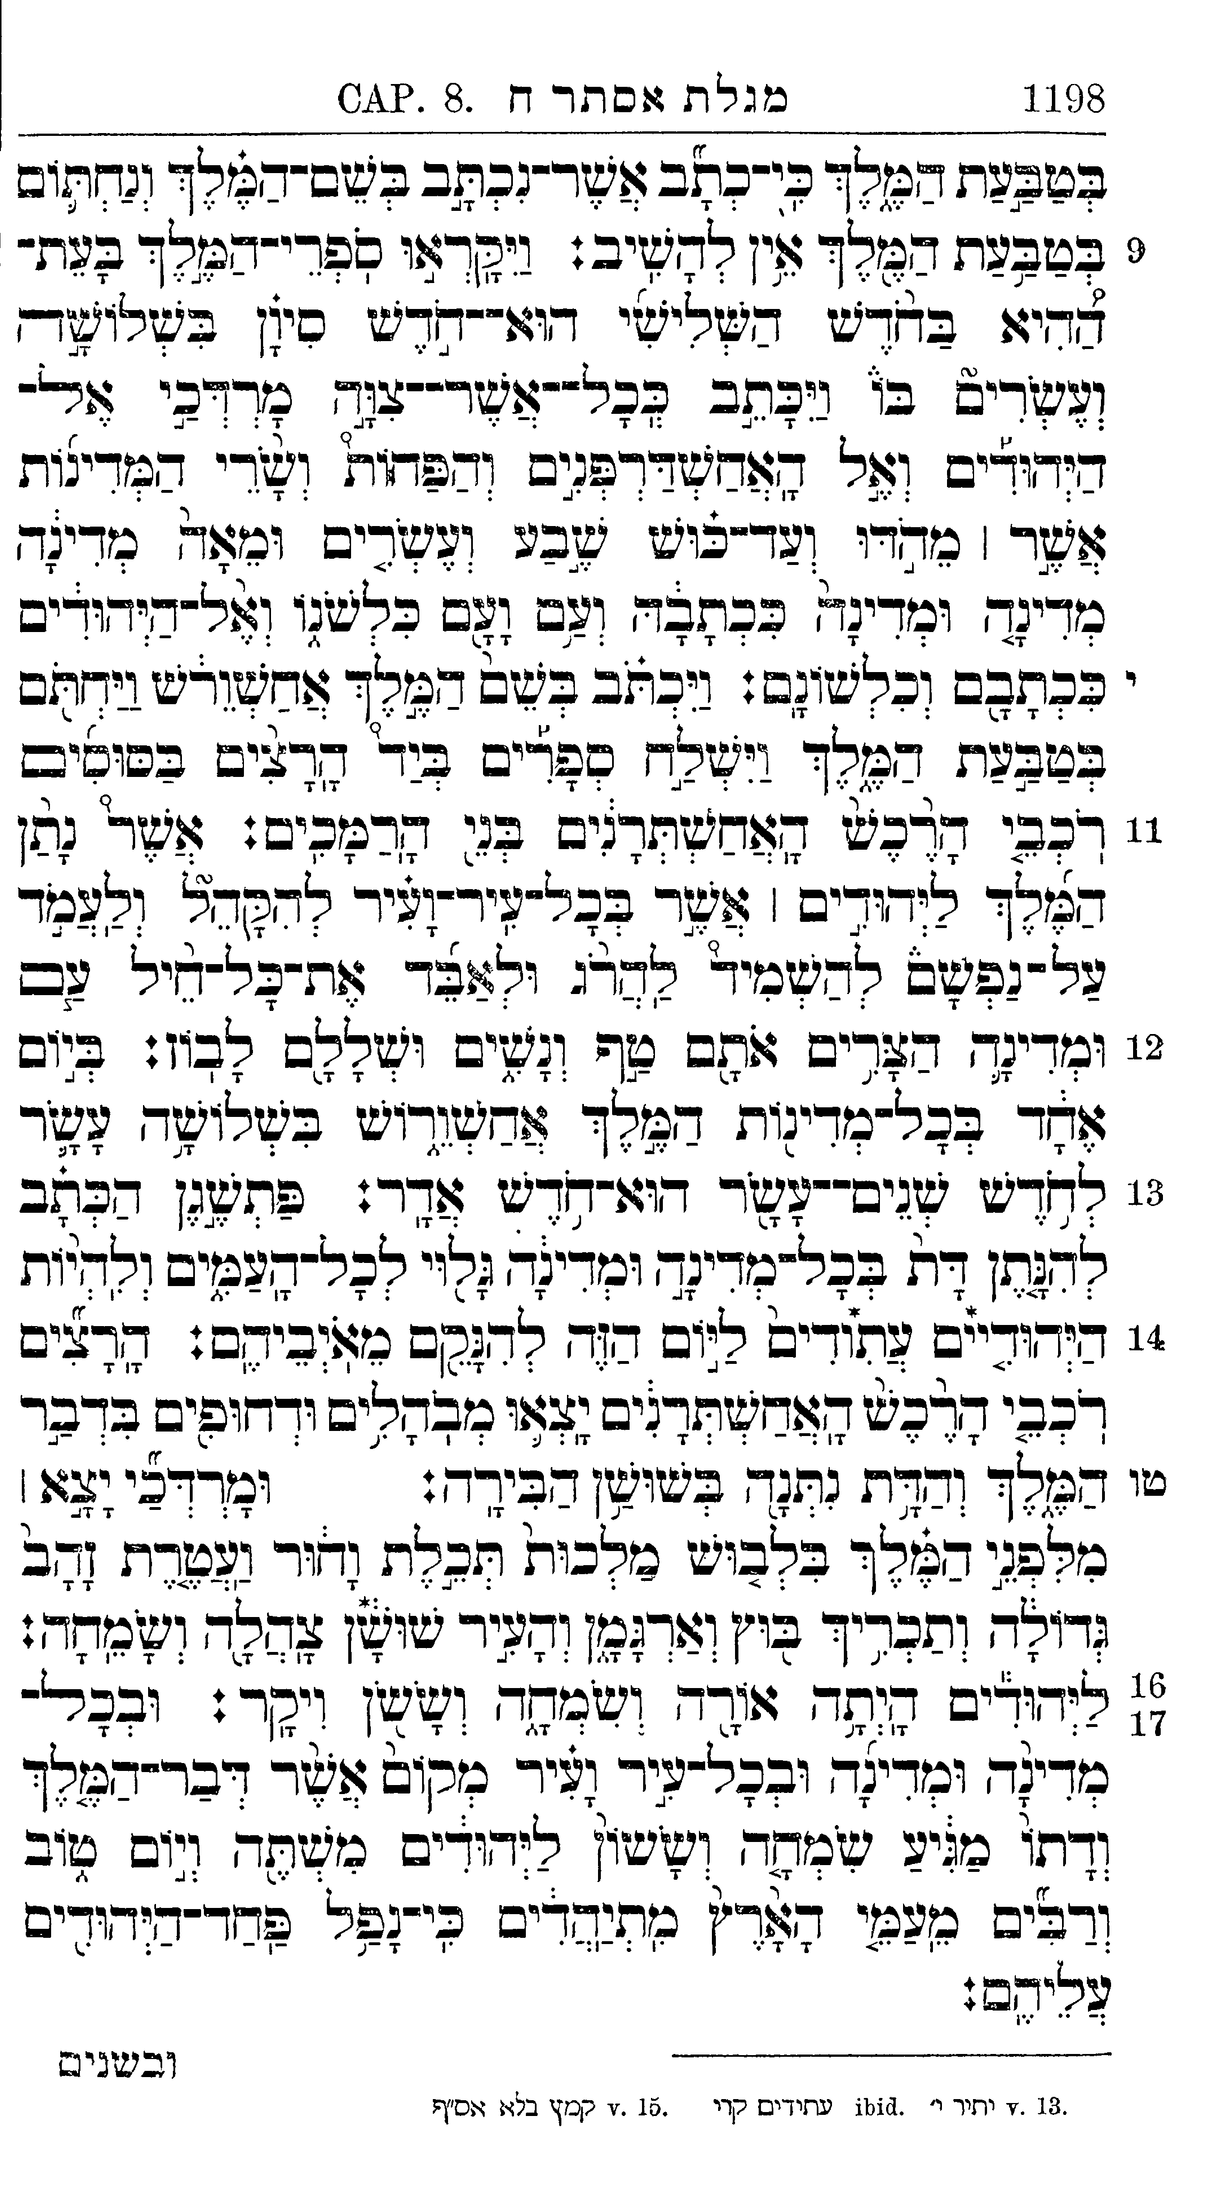 1198 מגלת אסתר ח CAP. 8.
בְּטַבַּ֣עַת הַמֶּ֑לֶךְ כִּֽי־כְתָ֞ב אֲשֶׁר־נִכְתָּ֣ב בְּשֵׁם־הַמֶּ֗לֶךְ וְנַחְתּ֛וֹם
9 בְּטַבַּ֥עַת הַמֶּ֖לֶךְ אֵ֥ין לְהָשִֽׁיב׃ וַיִּקָּרְא֣וּ סֹֽפְרֵי־הַמֶּ֣לֶךְ בָּֽעֵת־
הַ֠הִיא בַּחֹ֨דֶשׁ הַשְּׁלִישִׁ֜י הוּא־חֹ֣דֶשׁ סִיוָ֗ן בִּשְׁלוֹשָׁ֣ה
וְעֶשְׂרִים֮ בּוֹ֒ וַיִּכָּתֵ֣ב כְּֽכָל־אֲשֶׁר־צִוָּ֣ה מָרְדְּכַ֣י אֶל־
הַיְּהוּדִ֡ים וְאֶ֣ל הָאֲחַשְׁדַּרְפְּנִֽים וְהַפַּחוֹת֩ וְשָׂרֵ֨י הַמְּדִינ֜וֹת
אֲשֶׁ֣ר ׀ מֵהֹ֣דּוּ וְעַד־כּ֗וּשׁ שֶׁ֣בַע וְעֶשְׂרִ֤ים וּמֵאָה֙ מְדִינָ֔ה
מְדִינָ֤ה וּמְדִינָה֙ כִּכְתָבָ֔הּ וְעַ֥ם וָעָ֖ם כִּלְשֹׁנ֑וֹ וְאֶ֨ל־הַיְּהוּדִ֔ים
י כִּכְתָבָ֖ם וְכִלְשׁוֹנָֽם׃ וַיִּכְתֹּ֗ב בְּשֵׁם֙ הַמֶּ֣לֶךְ אֲחַשְׁוֵרֹ֔שׁ וַיַּחְתֹּ֖ם
בְּטַבַּ֣עַת הַמֶּ֑לֶךְ וַיִּשְׁלַ֣ח סְפָרִ֡ים בְּיַד֩ הָרָצִ֨ים בַּסּוּסִ֜ים
11 רֹכְבֵ֤י הָרֶ֙כֶשׁ֙ הָֽאֲחַשְׁתְּרָנִ֔ים בְּנֵ֖י הָֽרַמָּכִֽים׃ אֲשֶׁר֩ נָתַ֨ן
הַמֶּ֜לֶךְ לַיְּהוּדִ֣ים ׀ אֲשֶׁ֣ר בְּכָל־עִיר־וָעִ֗יר לְהִקָּהֵל֮ וְלַעֲמֹ֣ד
עַל־נַפְשָׁם֒ לְהַשְׁמִיד֩ לַהֲרֹ֨ג וּלְאַבֵּ֜ד אֶת־כָּל־חֵ֨יל עַ֧ם
12 וּמְדִינָ֛ה הַצָּרִ֥ים אֹתָ֖ם טַ֣ף וְנָשִׁ֑ים וּשְׁלָלָ֖ם לָבֽוֹז׃ בְּי֣וֹם
אֶחָ֔ד בְּכָל־מְדִינ֖וֹת הַמֶּ֣לֶךְ אֲחַשְׁוֵר֑וֹשׁ בִּשְׁלוֹשָׁ֥ה עָשָׂ֛ר
13 לְחֹ֥דֶשׁ שְׁנֵים־עָשָׂ֖ר הוּא־חֹ֥דֶשׁ אֲדָֽר׃ פַּתְשֶׁ֣גֶן הַכְּתָ֗ב
לְהִנָּ֤תֵֽן דָּת֙ בְּכָל־מְדִינָ֣ה וּמְדִינָ֔ה גָּל֖וּי לְכָל־הָעַמִּ֑ים וְלִהְי֨וֹת
14 הַיְּהוּדִ֤יִּים עֲתִודִים֙ לַיּ֣וֹם הַזֶּ֔ה לְהִנָּקֵ֖ם מֵאֹיְבֵיהֶֽם׃ הָֽרָצִ֞ים
רֹכְבֵ֤י הָרֶ֙כֶשׁ֙ הָֽאֲחַשְׁתְּרָנִ֔ים יָֽצְא֛וּ מְבֹהָלִ֥ים וּדְחוּפִ֖ים בִּדְבַ֣ר
טו הַמֶּ֑לֶךְ וְהַדָּ֥ת נִתְּנָ֖ה בְּשׁוּשַׁ֥ן הַבִּירָֽה׃ וּמָרְדְּכַ֞י יָצָ֣א ׀
מִלִּפְנֵ֣י הַמֶּ֗לֶךְ בִּלְב֤וּשׁ מַלְכוּת֙ תְּכֵ֣לֶת וָח֔וּר וַעֲטֶ֤רֶת זָהָב֙
גְּדוֹלָ֔ה וְתַכְרִ֥יךְ בּ֖וּץ וְאַרְגָּמָ֑ן וְהָעִ֣יר שׁוּשָׁ֔ן צָהֲלָ֖ה וְשָׂמֵֽחָה׃
16 17 לַיְּהוּדִ֕ים הָֽיְתָ֥ה אוֹרָ֖ה וְשִׂמְחָ֑ה וְשָׂשֹׂ֖ן וִיקָֽר׃ וּבְכָל־
מְדִינָ֨ה וּמְדִינָ֜ה וּבְכָל־עִ֣יר וָעִ֗יר מְקוֹם֙ אֲשֶׁ֨ר דְּבַר־הַמֶּ֤לֶךְ
וְדָתוֹ֙ מַגִּ֔יעַ שִׂמְחָ֤ה וְשָׂשׂוֹן֙ לַיְּהוּדִ֔ים מִשְׁתֶּ֖ה וְי֣וֹם ט֑וֹב
וְרַבִּ֞ים מֵֽעַמֵּ֤י הָאָ֙רֶץ֙ מִֽתְיַהֲדִ֔ים כִּֽי־נָפַ֥ל פַּֽחַד־הַיְּהוּדִ֖ים
עֲלֵיהֶֽם׃
ובשנים
v. 13. יתיר י׳ ibid. עתידים קרי v. 15. קמץ בלא אס״ף